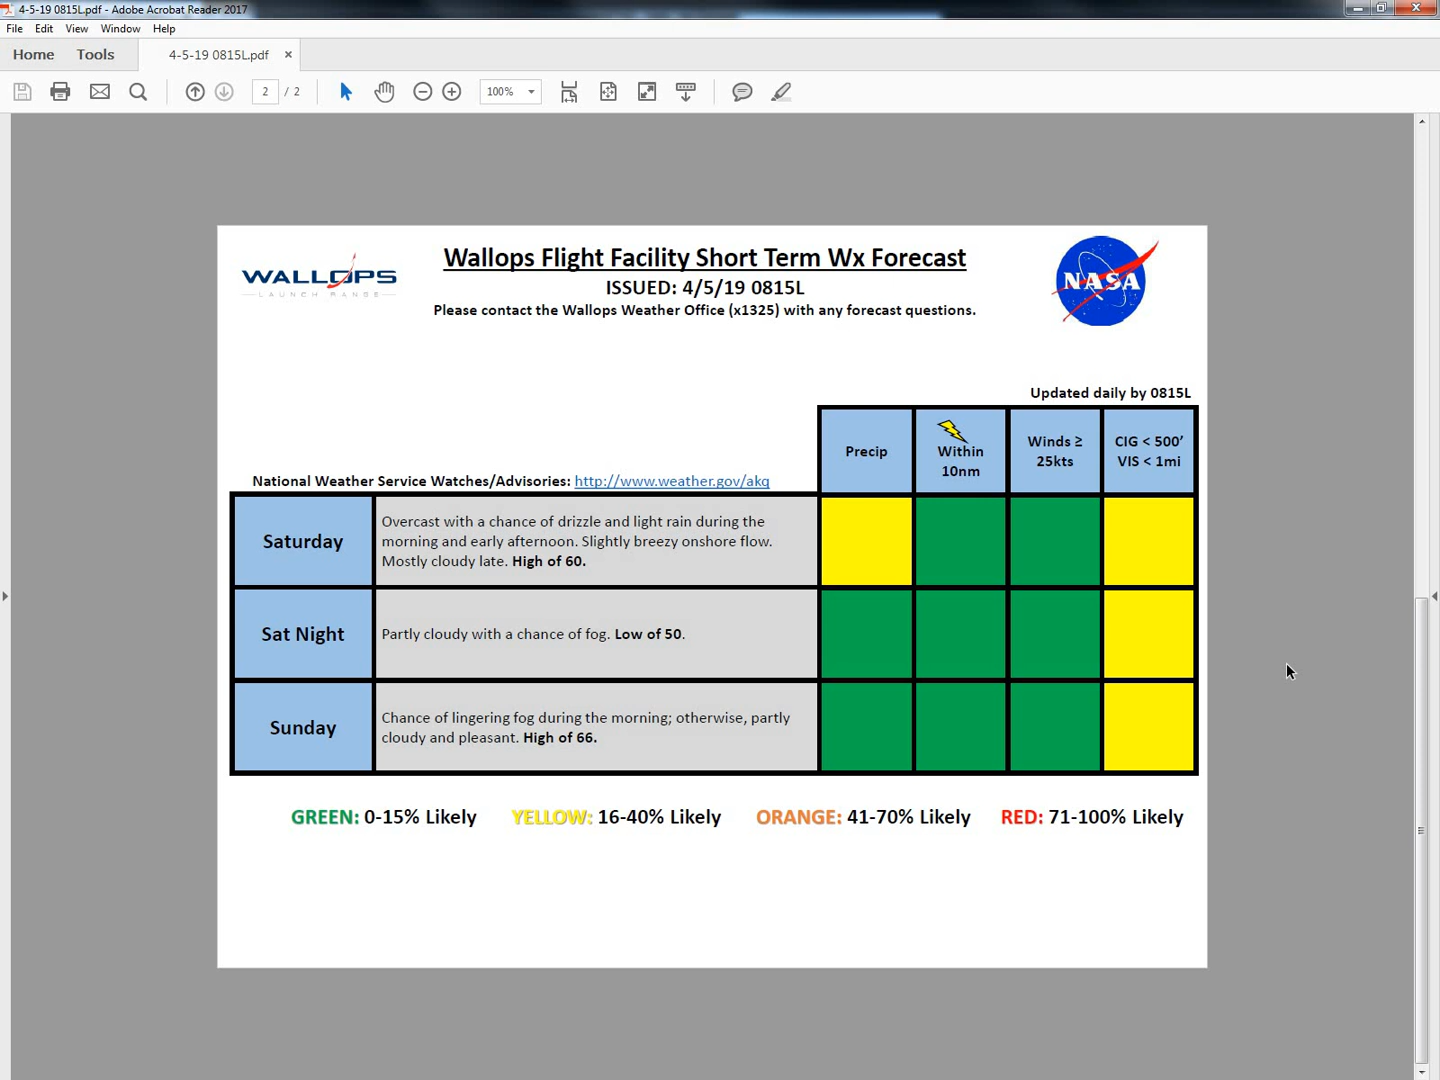 4-5-19 0815L.pdf - Adobe Acrobat Reader 2017
File Edit View Window Help
Home Tools 4-5-19 0815L.pdf ×
2 / 2 100%
WALLOPS
LAUNCH RANGE
Wallops Flight Facility Short Term Wx Forecast
ISSUED: 4/5/19 0815L
Please contact the Wallops Weather Office (x1325) with any forecast questions.
NASA
Updated daily by 0815L
National Weather Service Watches/Advisories: http://www.weather.gov/akq
Precip
Within
10nm
Winds ≥
25kts
CIG < 500’
VIS < 1mi
Saturday
Overcast with a chance of drizzle and light rain during the
morning and early afternoon. Slightly breezy onshore flow.
Mostly cloudy late. High of 60.
Sat Night
Partly cloudy with a chance of fog. Low of 50.
Sunday
Chance of lingering fog during the morning; otherwise, partly
cloudy and pleasant. High of 66.
GREEN: 0-15% Likely YELLOW: 16-40% Likely ORANGE: 41-70% Likely RED: 71-100% Likely